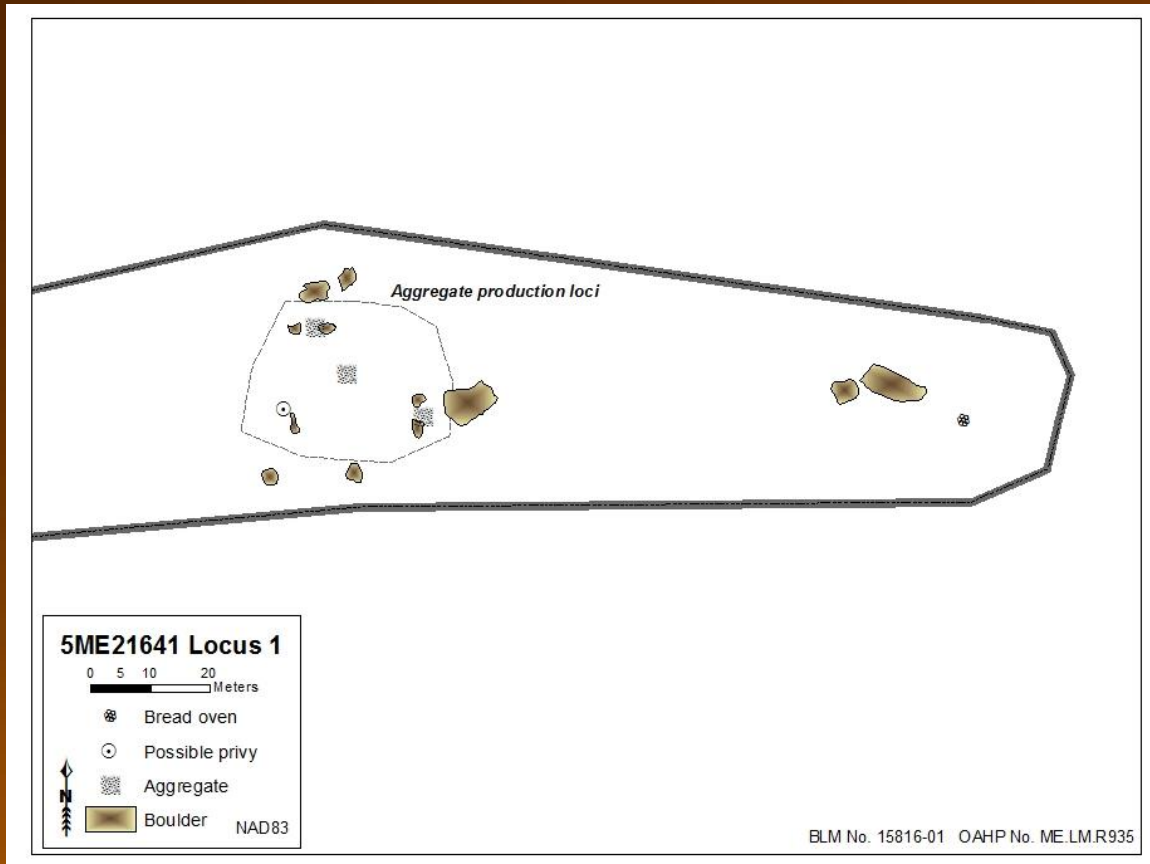 Aggregate production loci
5ME21641 Locus 1
0 5 10 20
Meters
Bread oven
Possible privy
Aggregate
N
Boulder
NAD83
BLM No. 15816-01 OAHP No. ME.LM.R935